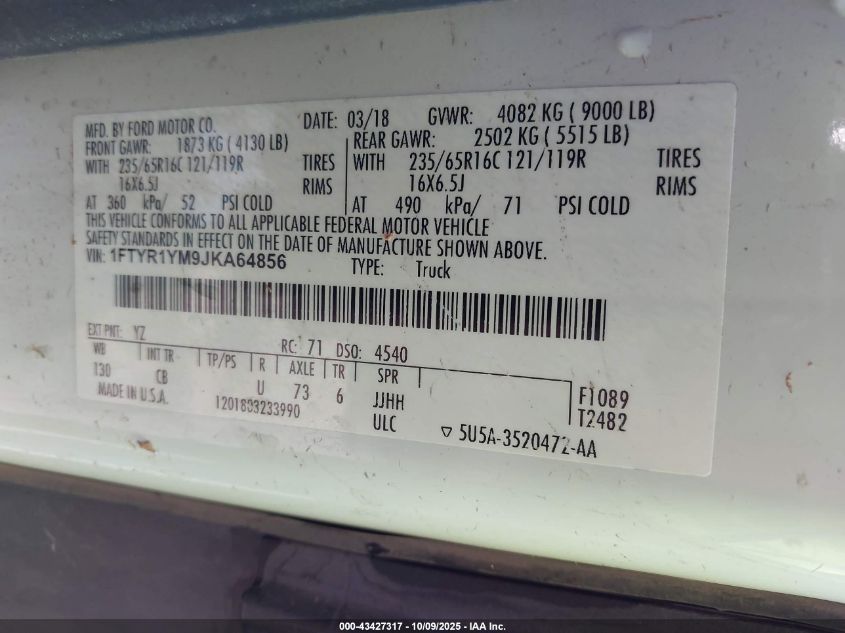 MFD. BY FORD MOTOR CO. DATE: 03/18 GVWR: 4082 KG ( 9000 LB)
FRONT GAWR: 1873 KG ( 4130 LB) REAR GAWR: 2502 KG ( 5515 LB)
WITH 235/65R16C 121/119R TIRES WITH 235/65R16C 121/119R TIRES
16X6.5J RIMS 16X6.5J RIMS
AT 360 kPa/ 52 PSI COLD AT 490 kPa/ 71 PSI COLD
THIS VEHICLE CONFORMS TO ALL APPLICABLE FEDERAL MOTOR VEHICLE
SAFETY STANDARDS IN EFFECT ON THE DATE OF MANUFACTURE SHOWN ABOVE.
VIN: 1FTYR1YM9JKA64856 TYPE: Truck
EXT PNT: YZ RC: 71 DSO: 4540
WB INT TR TP/PS R AXLE TR SPR
130 CB U 73 6 JJHH F1089
MADE IN U.S.A. 1201803233990 ULC T2482
5U5A-3520472-AA
000-43427317 - 10/09/2025 - IAA Inc.